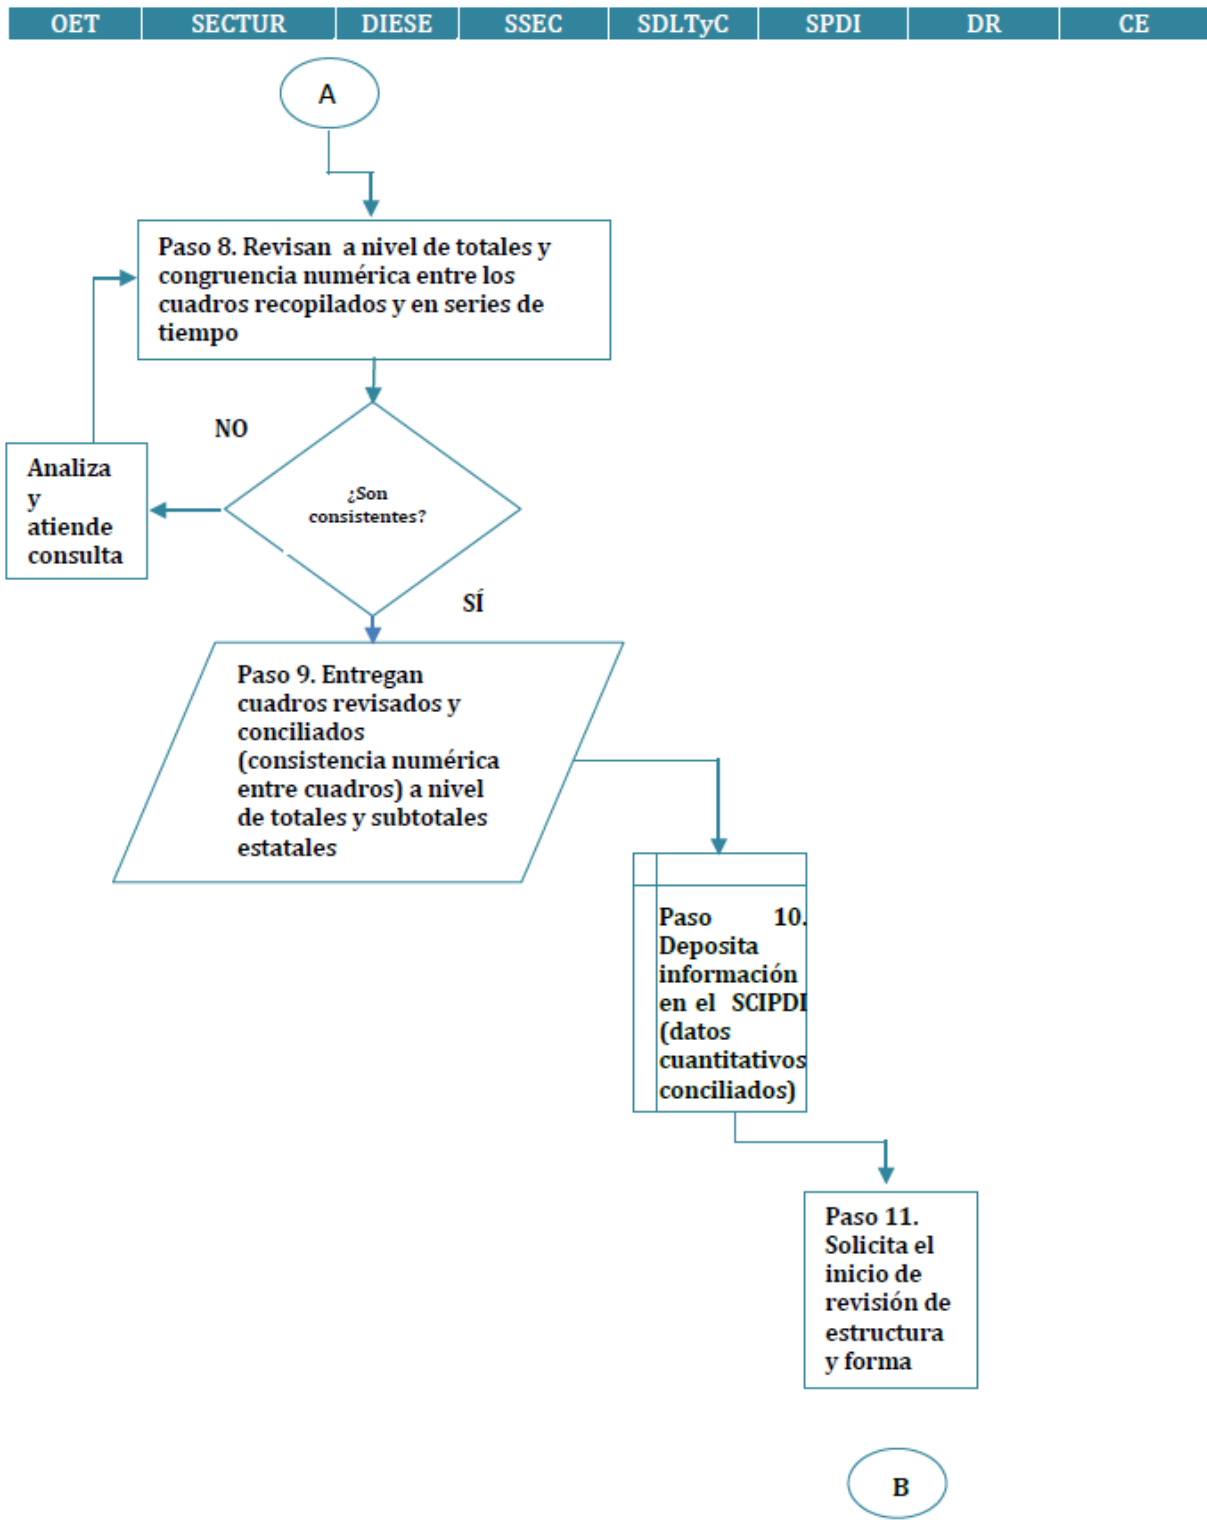 OET SECTUR DIESE SSEC SDLTyC SPDI DR CE
A
Paso 8. Revisan a nivel de totales y
congruencia numérica entre los
cuadros recopilados y en series de
tiempo
NO
Analiza
y
atiende
consulta
¿Son
consistentes?
SÍ
Paso 9. Entregan
cuadros revisados y
conciliados
(consistencia numérica
entre cuadros) a nivel
de totales y subtotales
estatales
Paso 10.
Deposita
información
en el SCIPDI
(datos
cuantitativos
conciliados)
Paso 11.
Solicita el
inicio de
revisión de
estructura
y forma
B